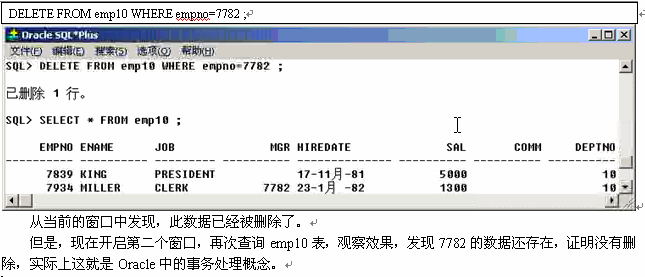 DELETE FROM emp10 WHERE empno=7782 ;
Oracle SQL*Plus
文件(F) 编辑(E) 搜索(S) 选项(O) 帮助(H)
SQL> DELETE FROM emp10 WHERE empno=7782 ;
已删除 1 行。
SQL> SELECT * FROM emp10 ;
EMPNO ENAME JOB MGR HIREDATE SAL COMM DEPTNO
---------- ---------- --------- ---------- -------------- ---------- ---------- ----------
7839 KING PRESIDENT 17-11月-81 5000 10
7934 MILLER CLERK 7782 23-1月 -82 1300 10
从当前的窗口中发现，此数据已经被删除了。
但是，现在开启第二个窗口，再次查询 emp10 表，观察效果，发现 7782 的数据还存在，证明没有删
除，实际上这就是 Oracle 中的事务处理概念。